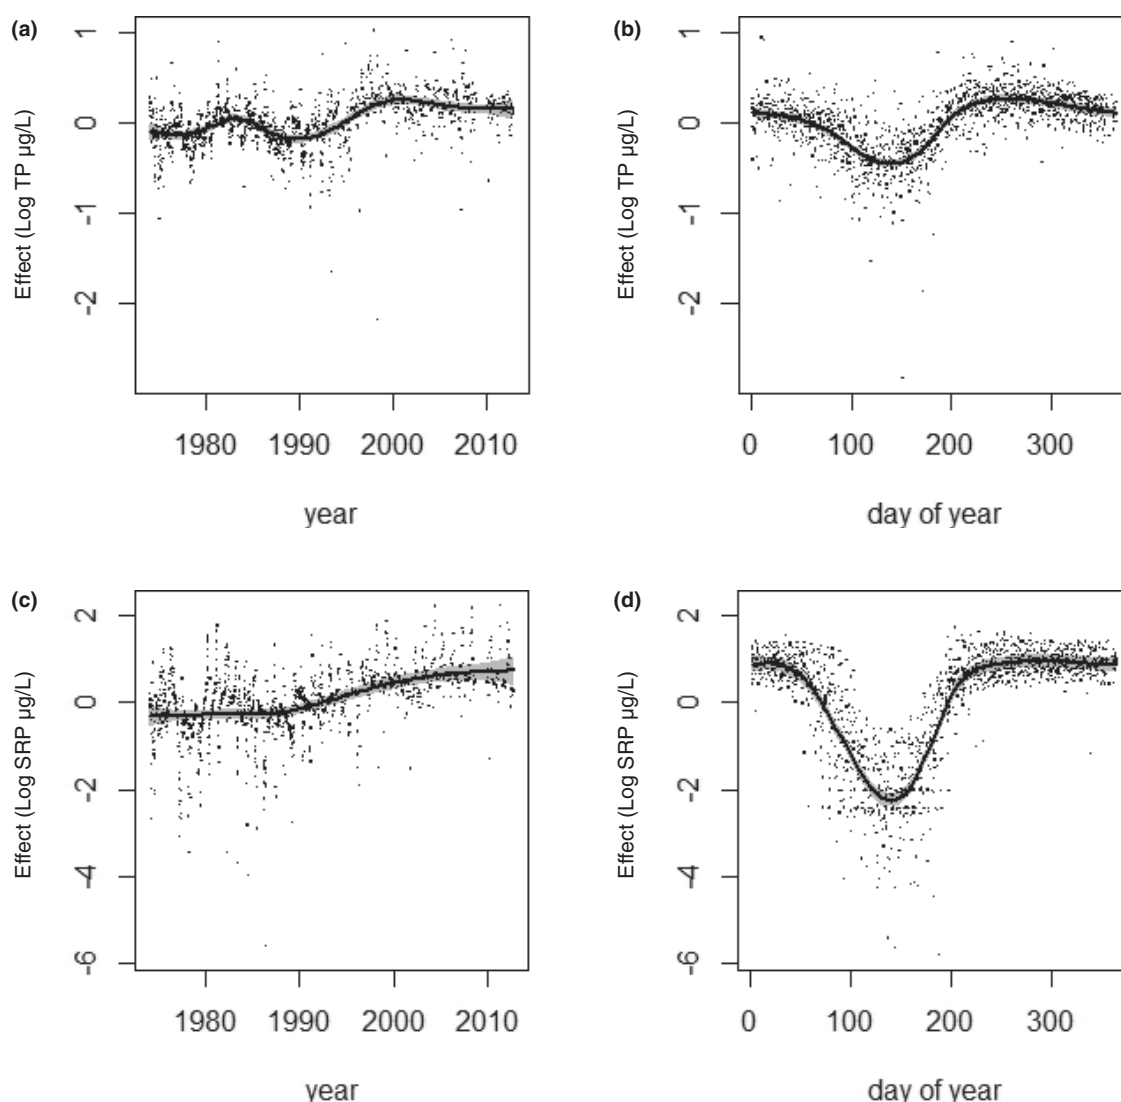 (a)
Effect (Log TP µg/L)
1
0
-1
-2
1980 1990 2000 2010
year
(b)
Effect (Log TP µg/L)
1
0
-1
-2
0 100 200 300
day of year
(c)
Effect (Log SRP µg/L)
2
0
-2
-4
-6
1980 1990 2000 2010
year
(d)
Effect (Log SRP µg/L)
2
0
-2
-4
-6
0 100 200 300
day of year